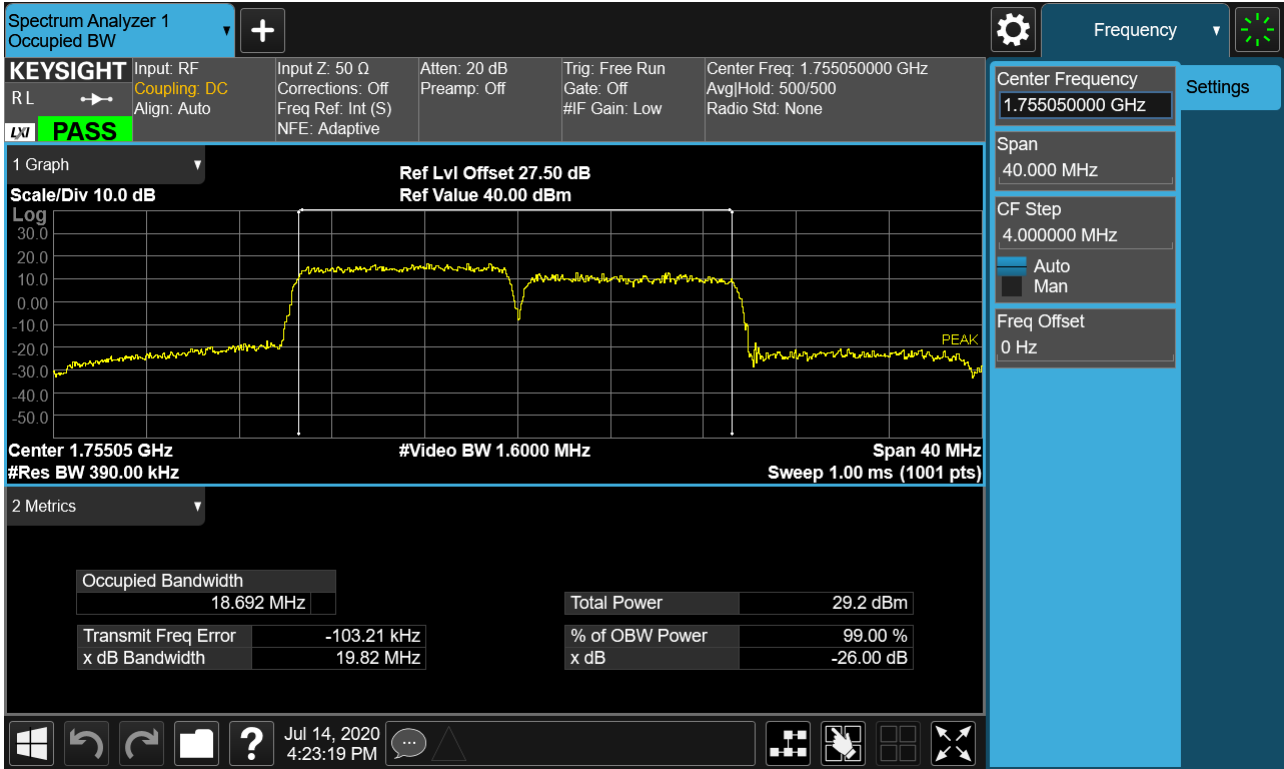 Spectrum Analyzer 1
Occupied BW
Frequency
KEYSIGHT
R L
LXI PASS
Input: RF
Coupling: DC
Align: Auto
Input Z: 50 Ω
Corrections: Off
Freq Ref: Int (S)
NFE: Adaptive
Atten: 20 dB
Preamp: Off
Trig: Free Run
Gate: Off
#IF Gain: Low
Center Freq: 1.755050000 GHz
Avg|Hold: 500/500
Radio Std: None
Center Frequency
1.755050000 GHz
Settings
Span
40.000 MHz
CF Step
4.000000 MHz
Auto
Man
Freq Offset
0 Hz
1 Graph
Ref Lvl Offset 27.50 dB
Scale/Div 10.0 dB
Ref Value 40.00 dBm
Log
30.0
20.0
10.0
0.00
-10.0
-20.0
-30.0
-40.0
-50.0
PEAK
Center 1.75505 GHz
#Video BW 1.6000 MHz
Span 40 MHz
#Res BW 390.00 kHz
Sweep 1.00 ms (1001 pts)
2 Metrics
Occupied Bandwidth
18.692 MHz
Total Power 29.2 dBm
Transmit Freq Error -103.21 kHz
% of OBW Power 99.00 %
x dB Bandwidth 19.82 MHz
x dB -26.00 dB
?
Jul 14, 2020
4:23:19 PM